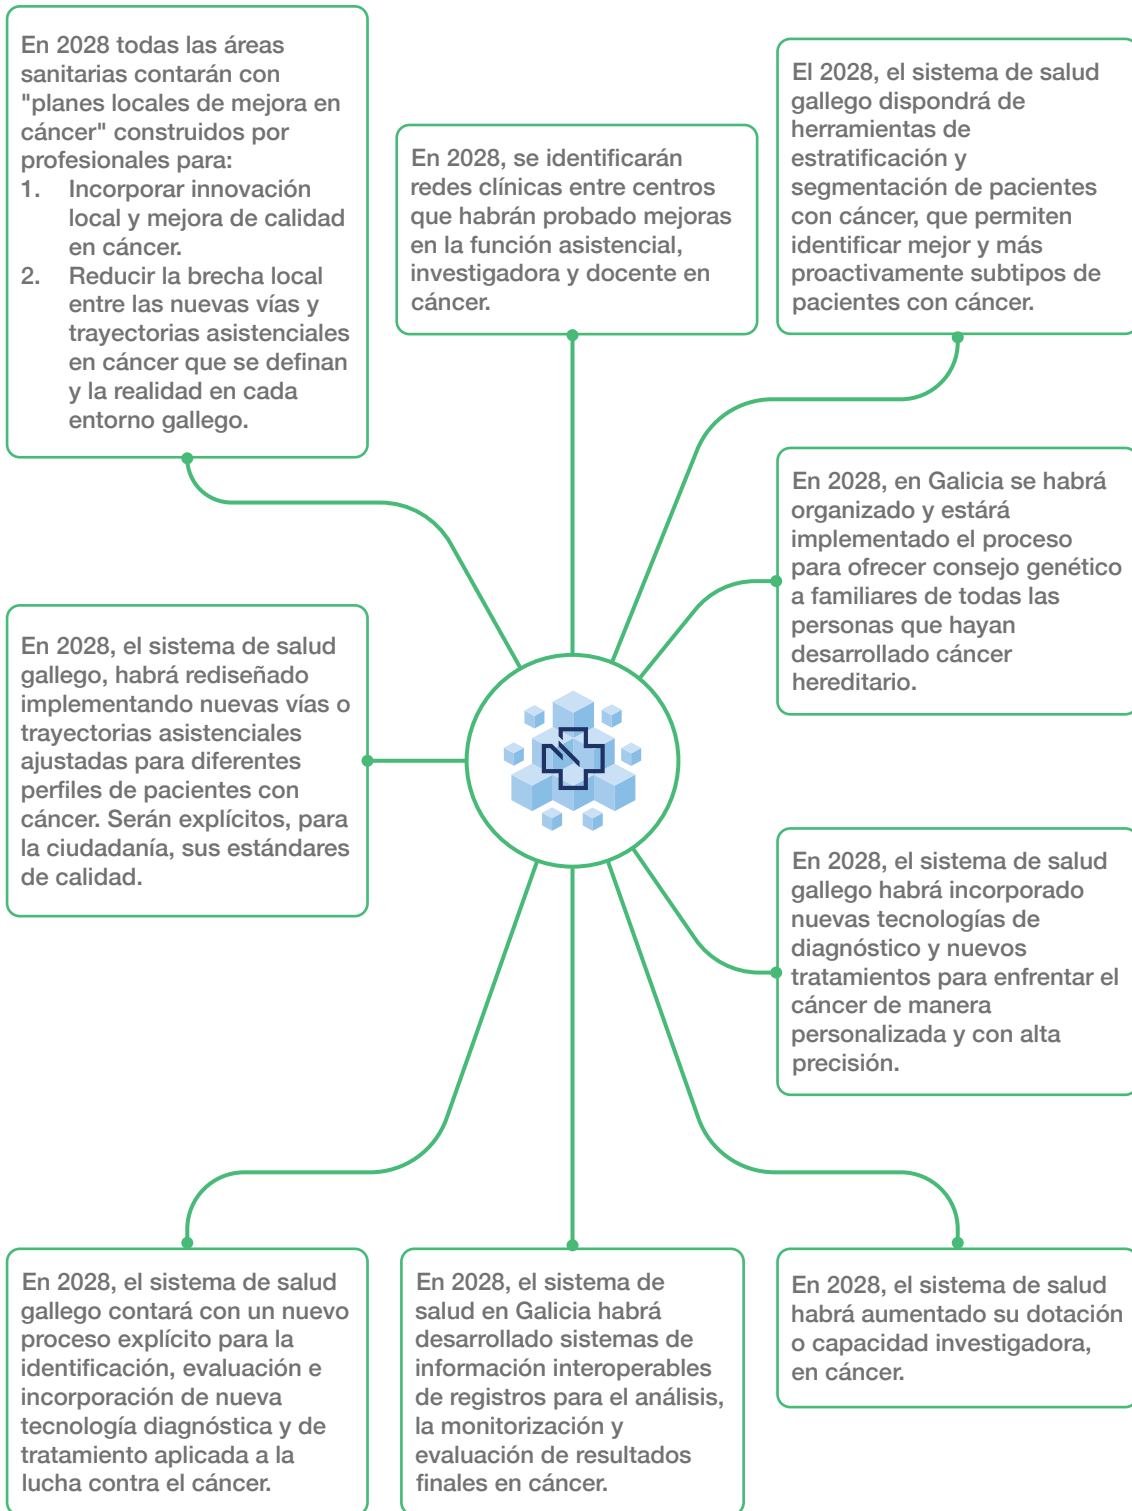 En 2028 todas las áreas
sanitarias contarán con
"planes locales de mejora en
cáncer" construidos por
profesionales para:
1. Incorporar innovación
local y mejora de calidad
en cáncer.
2. Reducir la brecha local
entre las nuevas vías y
trayectorias asistenciales
en cáncer que se definan
y la realidad en cada
entorno gallego.
En 2028, se identificarán
redes clínicas entre centros
que habrán probado mejoras
en la función asistencial,
investigadora y docente en
cáncer.
El 2028, el sistema de salud
gallego dispondrá de
herramientas de
estratificación y
segmentación de pacientes
con cáncer, que permiten
identificar mejor y más
proactivamente subtipos de
pacientes con cáncer.
En 2028, en Galicia se habrá
organizado y estárá
implementado el proceso
para ofrecer consejo genético
a familiares de todas las
personas que hayan
desarrollado cáncer
hereditario.
En 2028, el sistema de salud
gallego, habrá rediseñado
implementando nuevas vías o
trayectorias asistenciales
ajustadas para diferentes
perfiles de pacientes con
cáncer. Serán explícitos, para
la ciudadanía, sus estándares
de calidad.
En 2028, el sistema de salud
gallego habrá incorporado
nuevas tecnologías de
diagnóstico y nuevos
tratamientos para enfrentar el
cáncer de manera
personalizada y con alta
precisión.
En 2028, el sistema de salud
gallego contará con un nuevo
proceso explícito para la
identificación, evaluación e
incorporación de nueva
tecnología diagnóstica y de
tratamiento aplicada a la
lucha contra el cáncer.
En 2028, el sistema de
salud en Galicia habrá
desarrollado sistemas de
información interoperables
de registros para el análisis,
la monitorización y
evaluación de resultados
finales en cáncer.
En 2028, el sistema de salud
habrá aumentado su dotación
o capacidad investigadora,
en cáncer.